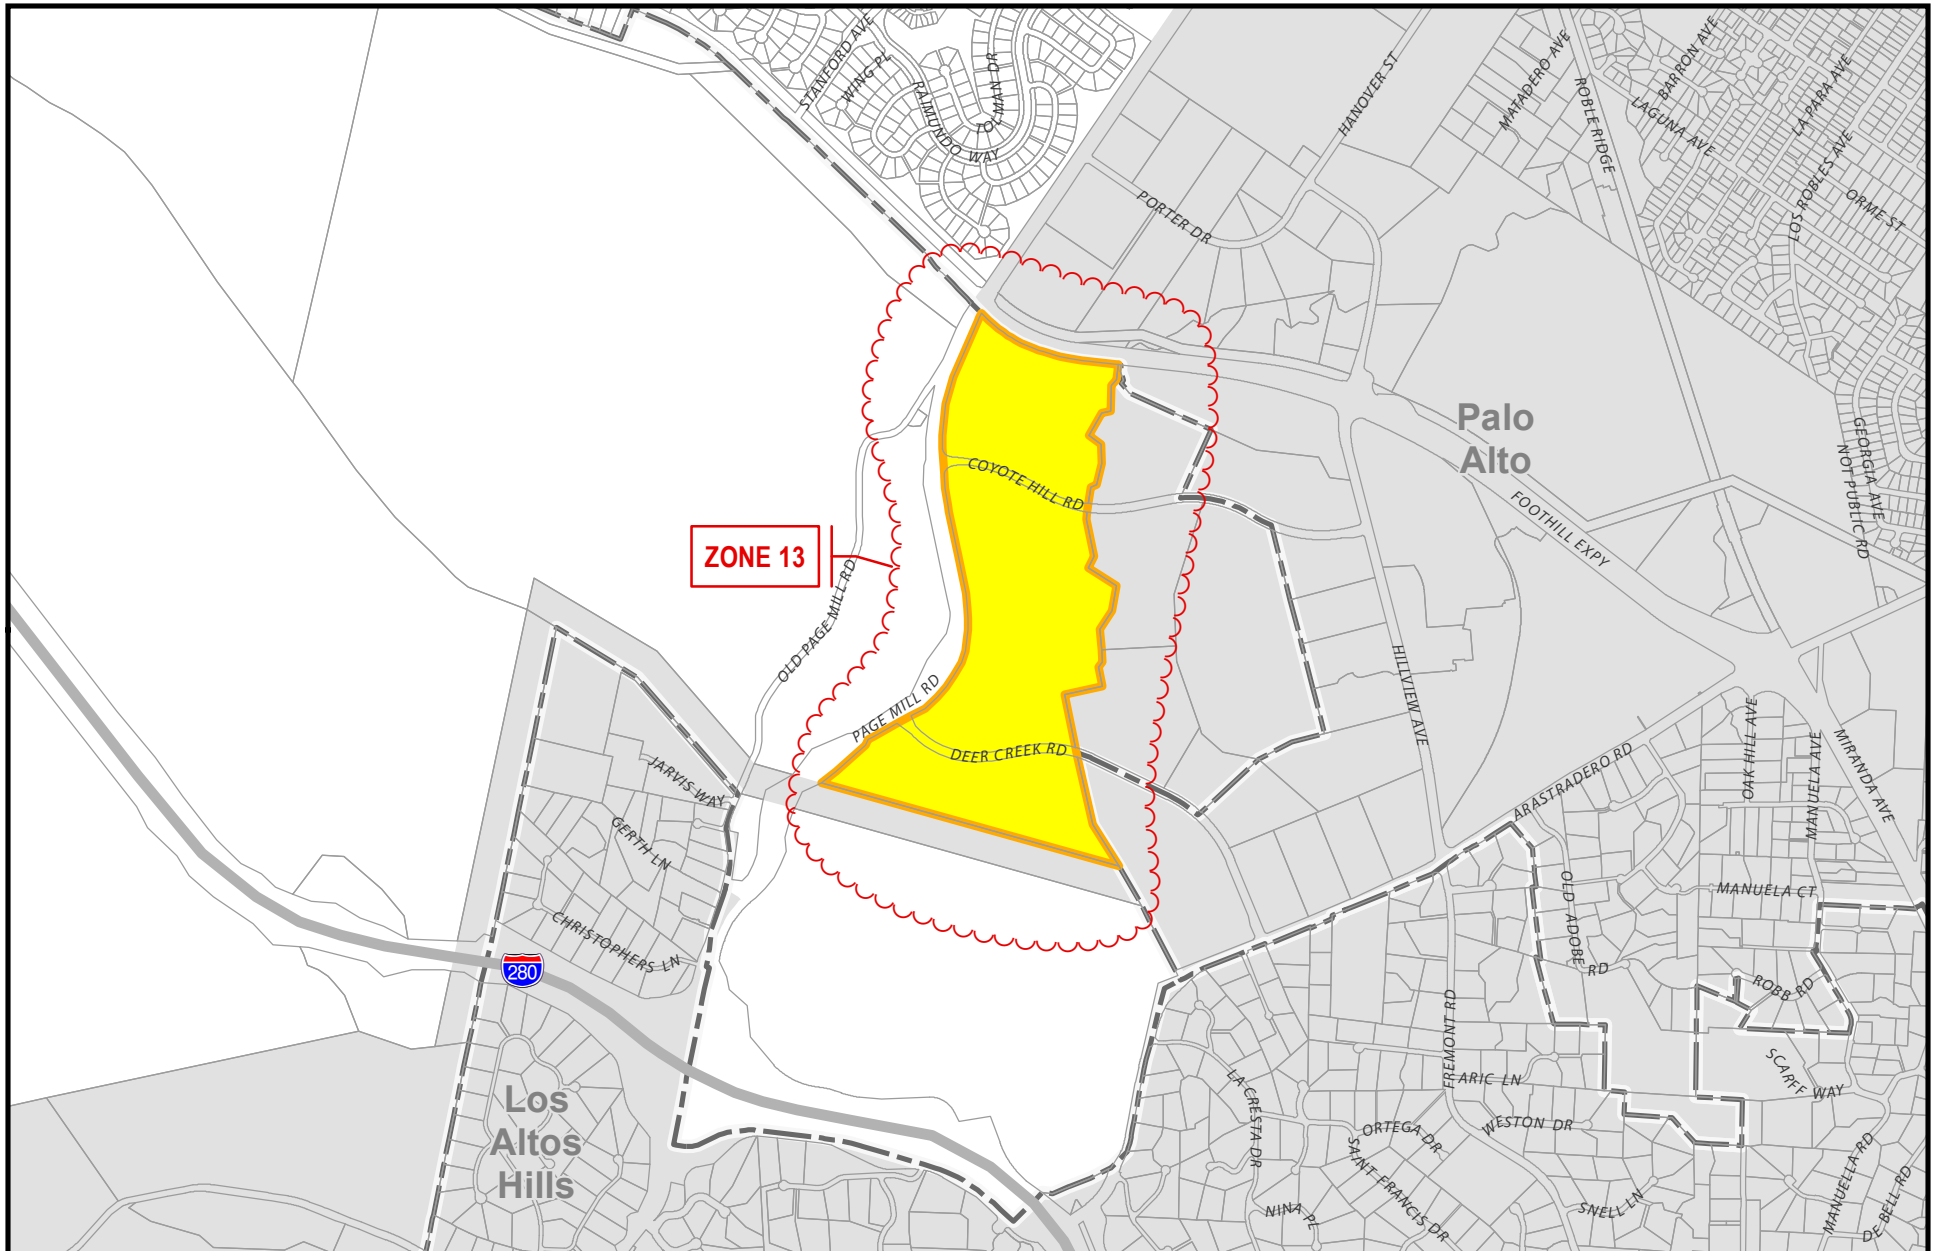 STANFORD AVE
WING PL
RAIMUNDO WAY
TOLMAN DR
HANOVER ST
MATADERO AVE
ROBLE RIDGE
BARRON AVE
LAGUNA AVE
LA PARA AVE
LOS ROBLES AVE
ORME ST
PORTER DR
Palo
Alto
GEORGIA AVE
NOT PUBLIC RD
COYOTE HILL RD
FOOTHILL EXPY
ZONE 13
OLD PAGE MILL RD
PAGE MILL RD
DEER CREEK RD
HILLVIEW AVE
JARVIS WAY
GERTH LN
CHRISTOPHERS LN
280
ARASTRADERO RD
OAK HILL AVE
MANUELA AVE
MIRANDA AVE
MANUELA CT
OLD ADOBE RD
ROBB RD
FREMONT RD
SCARFF WAY
LA CRESTA DR
ARIC LN
ORTEGA DR
WESTON DR
SAINT FRANCIS DR
Los
Altos
Hills
NINA PL
SNELL LN
MANUELLA RD
DE BELL RD